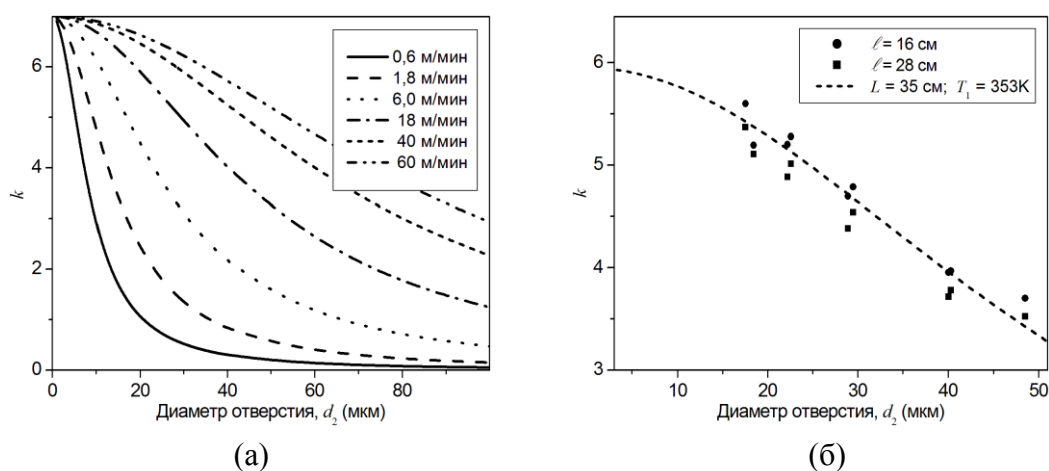 6
4
2
0
k
0
20
40
60
80
Диаметр отверстия, d₂ (мкм)
0,6 м/мин
1,8 м/мин
6,0 м/мин
18 м/мин
40 м/мин
60 м/мин
(а)
6
5
4
3
k
10
20
30
40
50
Диаметр отверстия, d₂ (мкм)
ℓ = 16 см
ℓ = 28 см
L = 35 см; T₁ = 353K
(б)